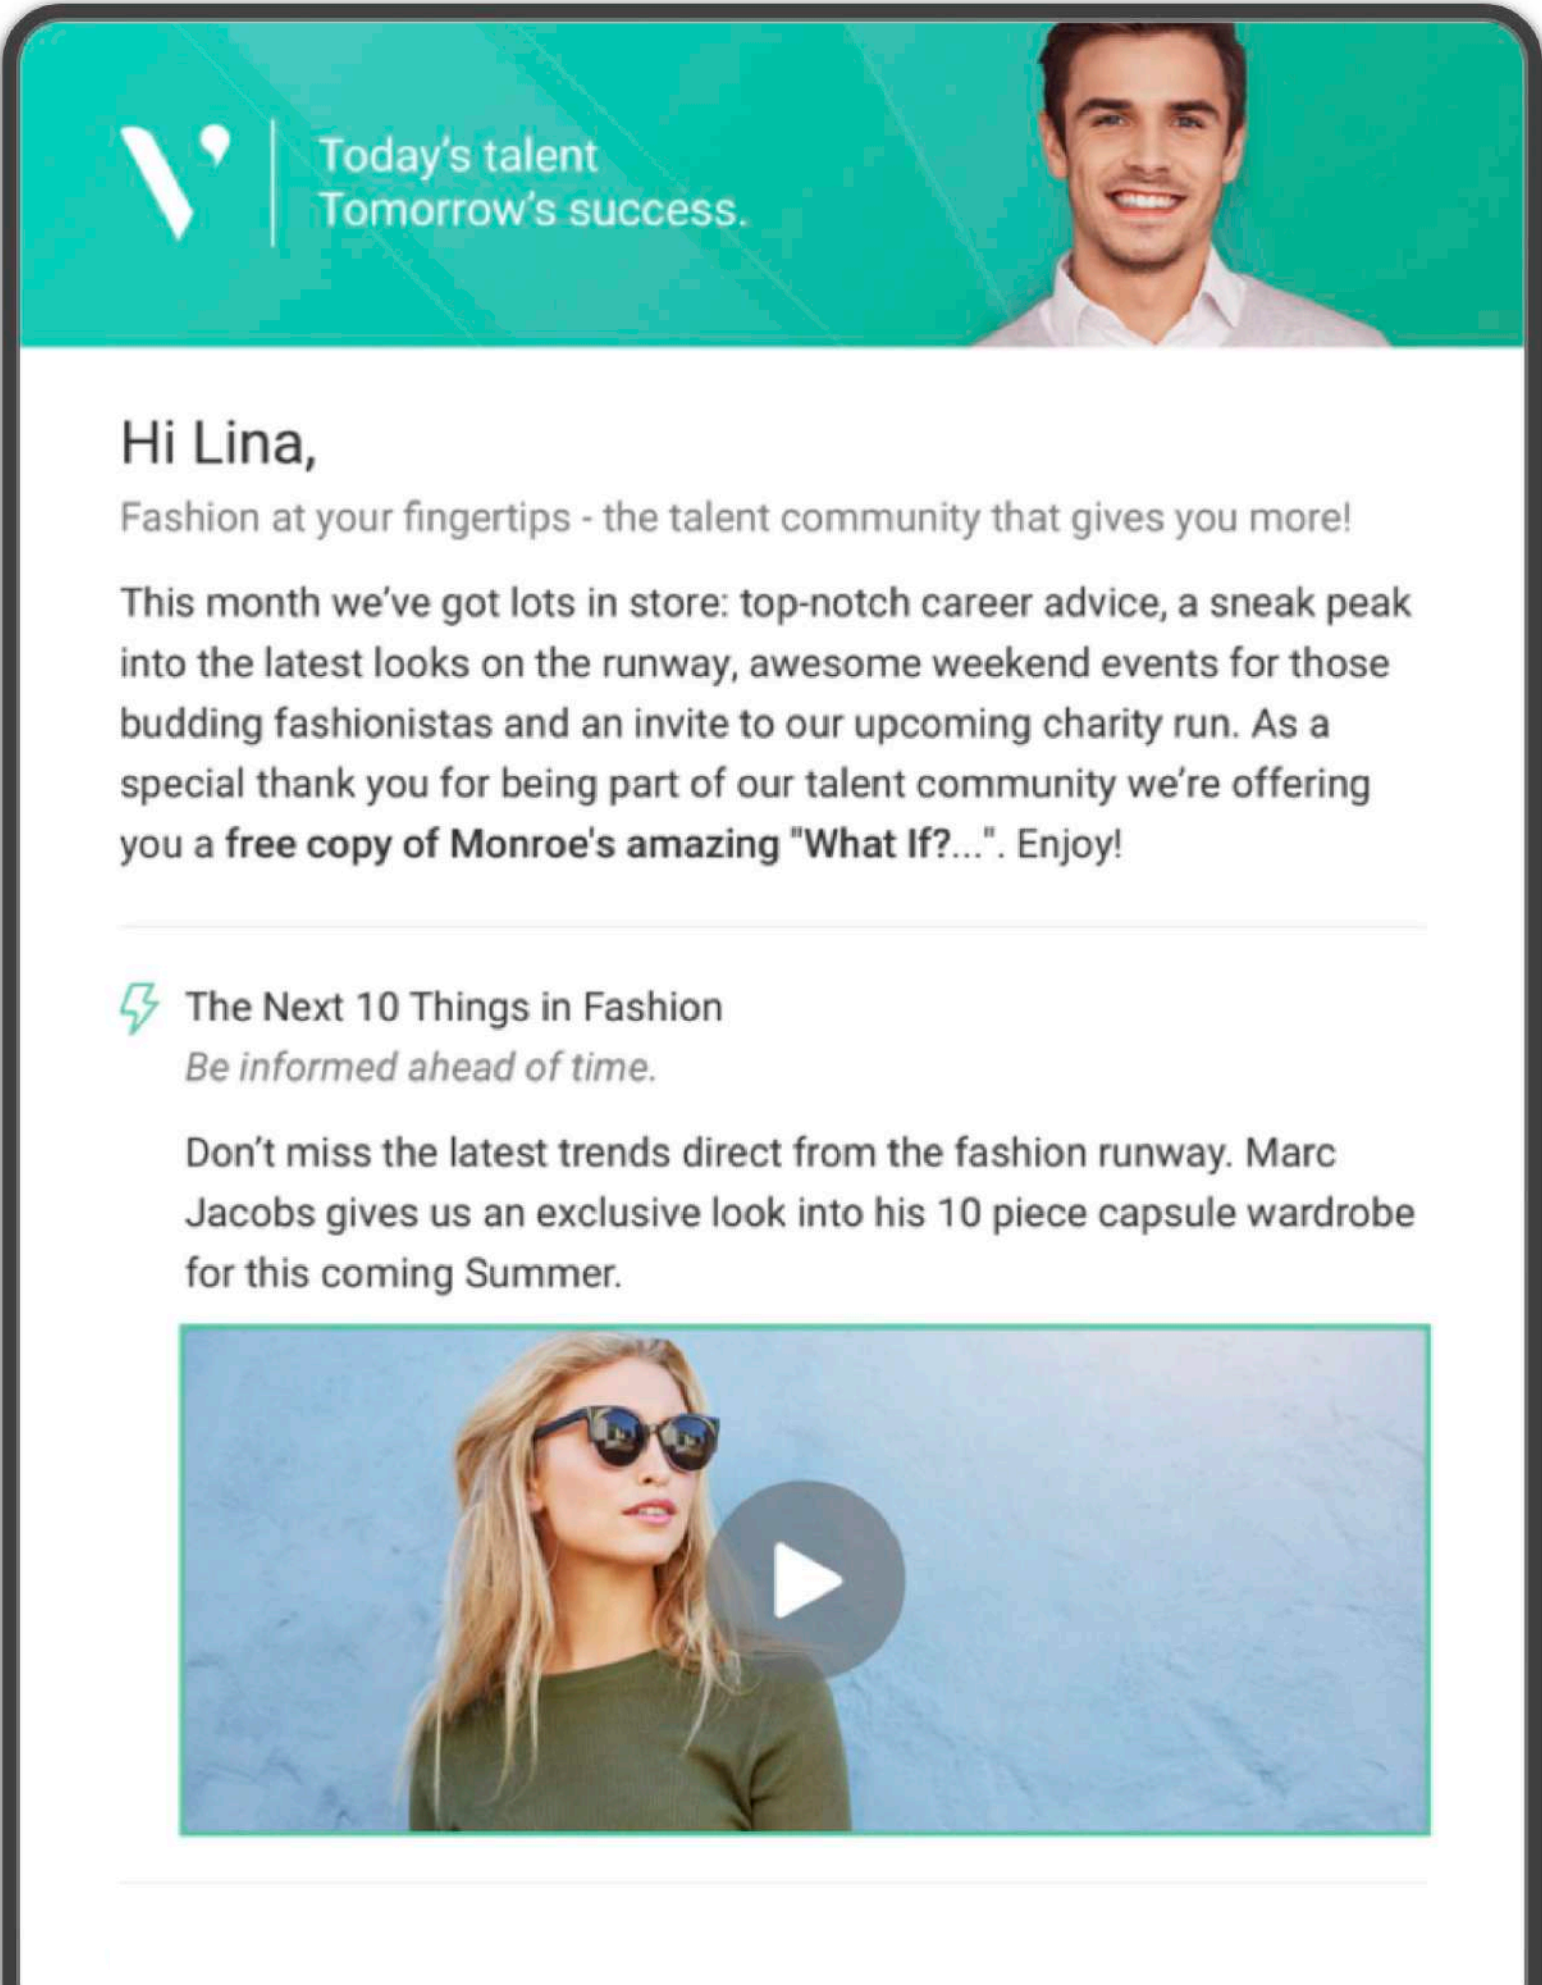 Today's talent
Tomorrow's success.
Hi Lina,
Fashion at your fingertips - the talent community that gives you more!
This month we've got lots in store: top-notch career advice, a sneak peak
into the latest looks on the runway, awesome weekend events for those
budding fashionistas and an invite to our upcoming charity run. As a
special thank you for being part of our talent community we're offering
you a free copy of Monroe's amazing "What If?...". Enjoy!
The Next 10 Things in Fashion
Be informed ahead of time.
Don't miss the latest trends direct from the fashion runway. Marc
Jacobs gives us an exclusive look into his 10 piece capsule wardrobe
for this coming Summer.